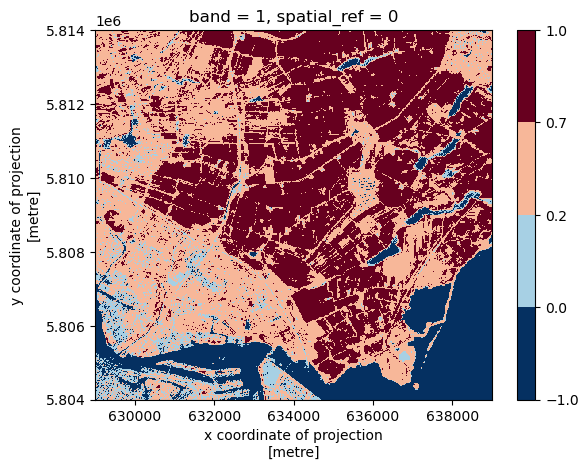 band = 1, spatial_ref = 0
1e6
5.814
5.812
5.810
5.808
5.806
5.804
y coordinate of projection
[metre]
630000 632000 634000 636000 638000
x coordinate of projection
[metre]
1.0
0.7
0.2
0.0
−1.0